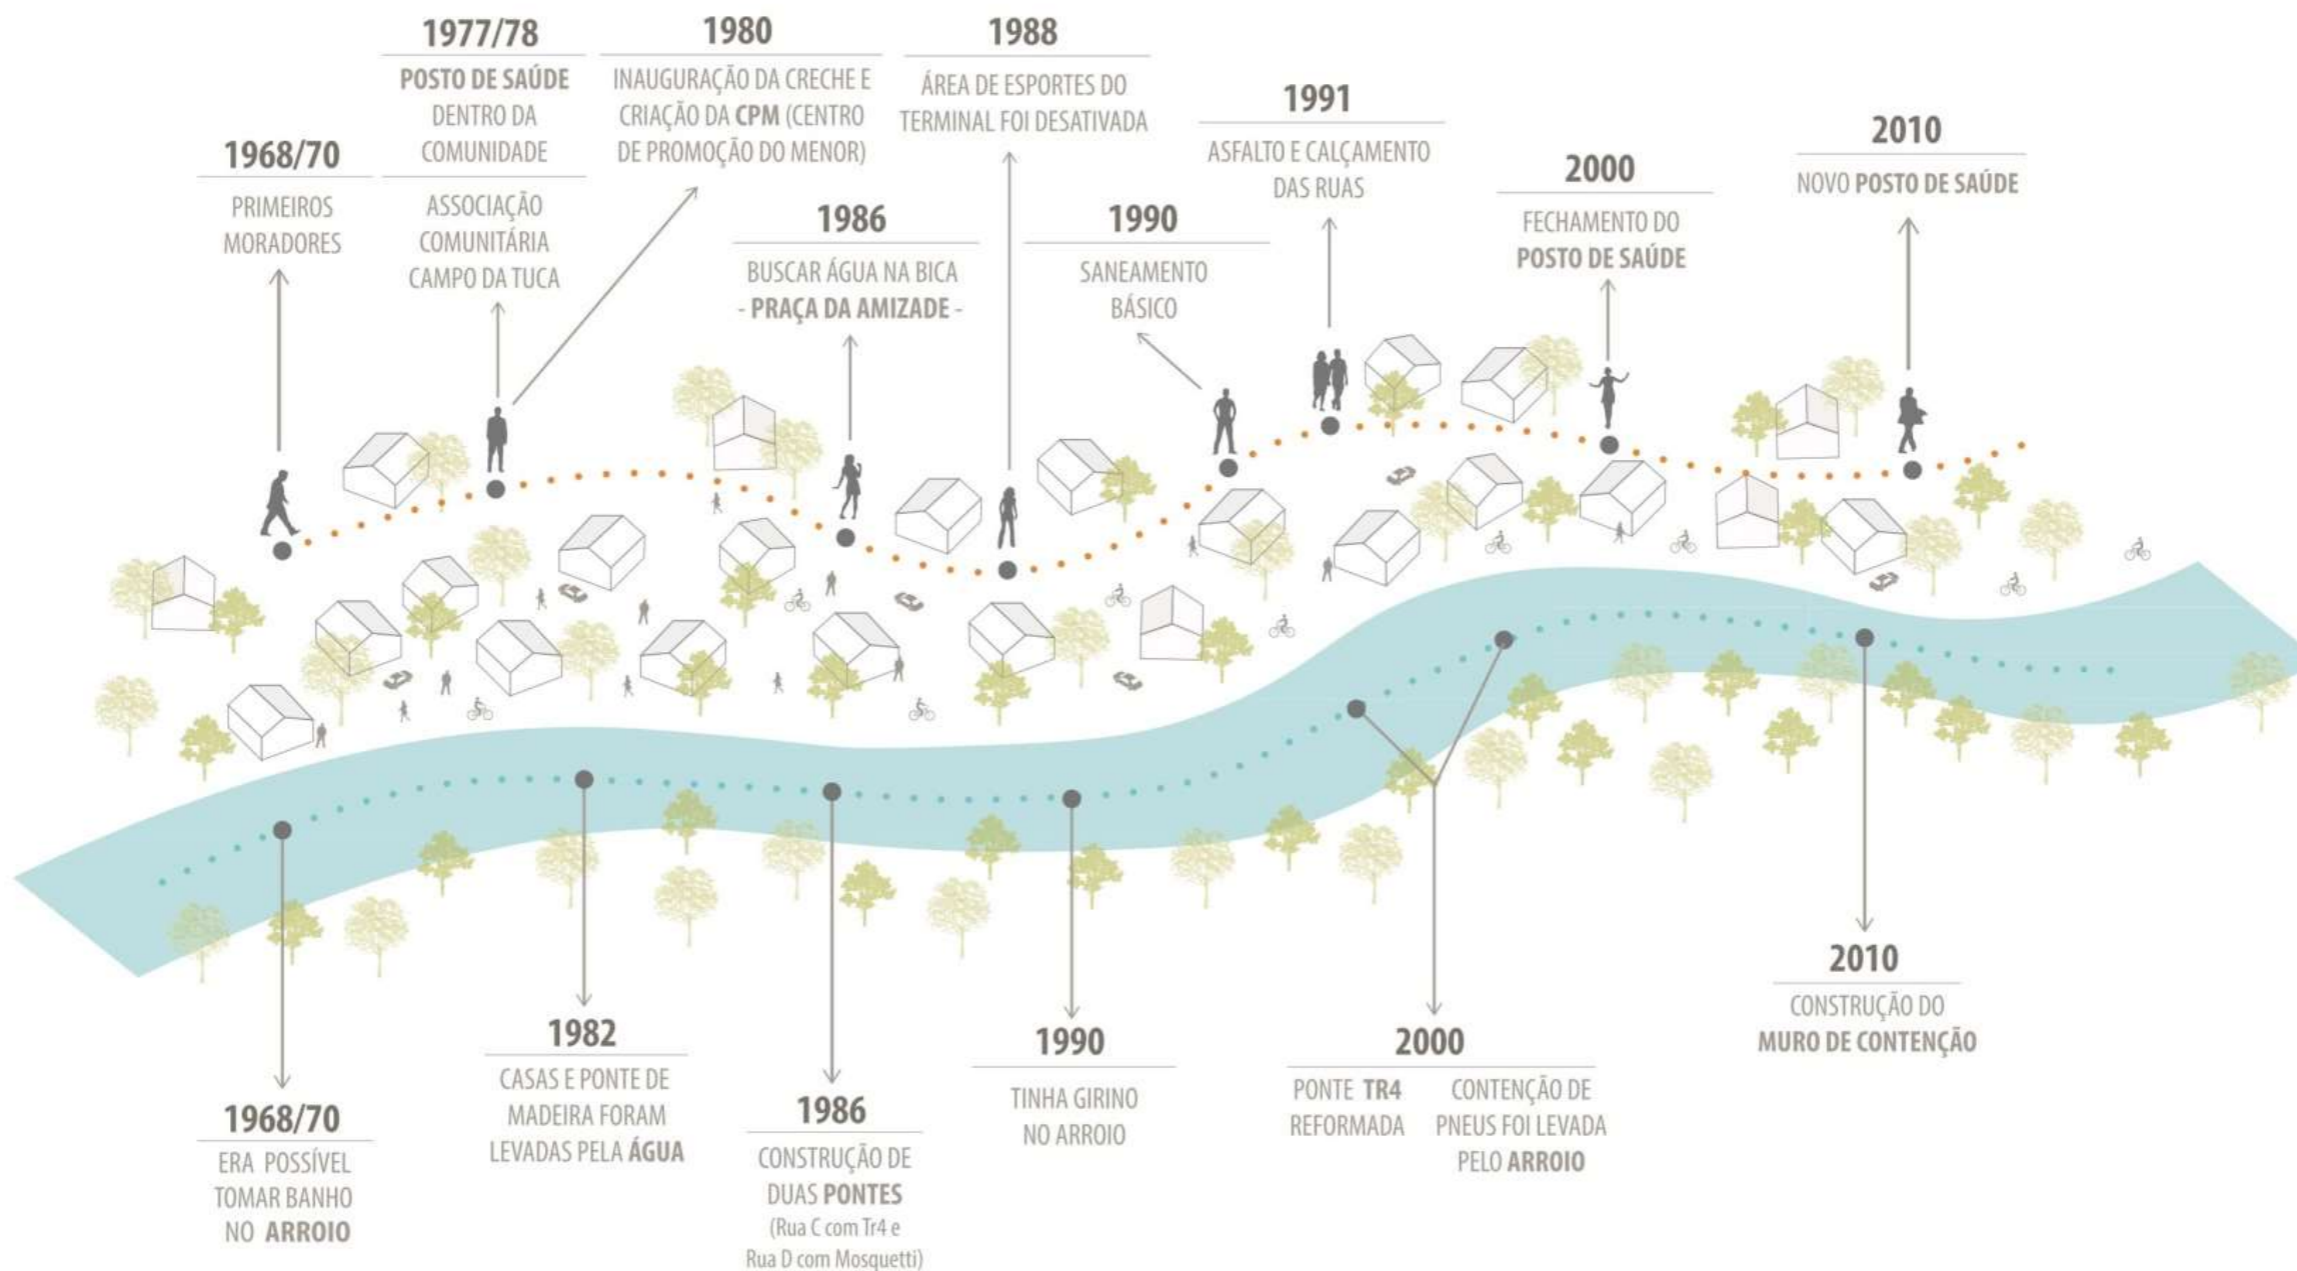 1968/70
PRIMEIROS
MORADORES
1977/78
POSTO DE SAÚDE
DENTRO DA
COMUNIDADE
ASSOCIAÇÃO
COMUNITÁRIA
CAMPO DA TUCA
1980
INAUGURAÇÃO DA CRECHE E
CRIAÇÃO DA CPM (CENTRO
DE PROMOÇÃO DO MENOR)
1986
BUSCAR ÁGUA NA BICA
- PRAÇA DA AMIZADE -
1988
ÁREA DE ESPORTES DO
TERMINAL FOI DESATIVADA
1990
SANEAMENTO
BÁSICO
1991
ASFALTO E CALÇAMENTO
DAS RUAS
2000
FECHAMENTO DO
POSTO DE SAÚDE
2010
NOVO POSTO DE SAÚDE
1968/70
ERA POSSÍVEL
TOMAR BANHO
NO ARROIO
1982
CASAS E PONTE DE
MADEIRA FORAM
LEVADAS PELA ÁGUA
1986
CONSTRUÇÃO DE
DUAS PONTES
(Rua C com Tr4 e
Rua D com Mosquetti)
1990
TINHA GIRINO
NO ARROIO
2000
PONTE TR4
REFORMADA
CONTENÇÃO DE
PNEUS FOI LEVADA
PELO ARROIO
2010
CONSTRUÇÃO DO
MURO DE CONTENÇÃO